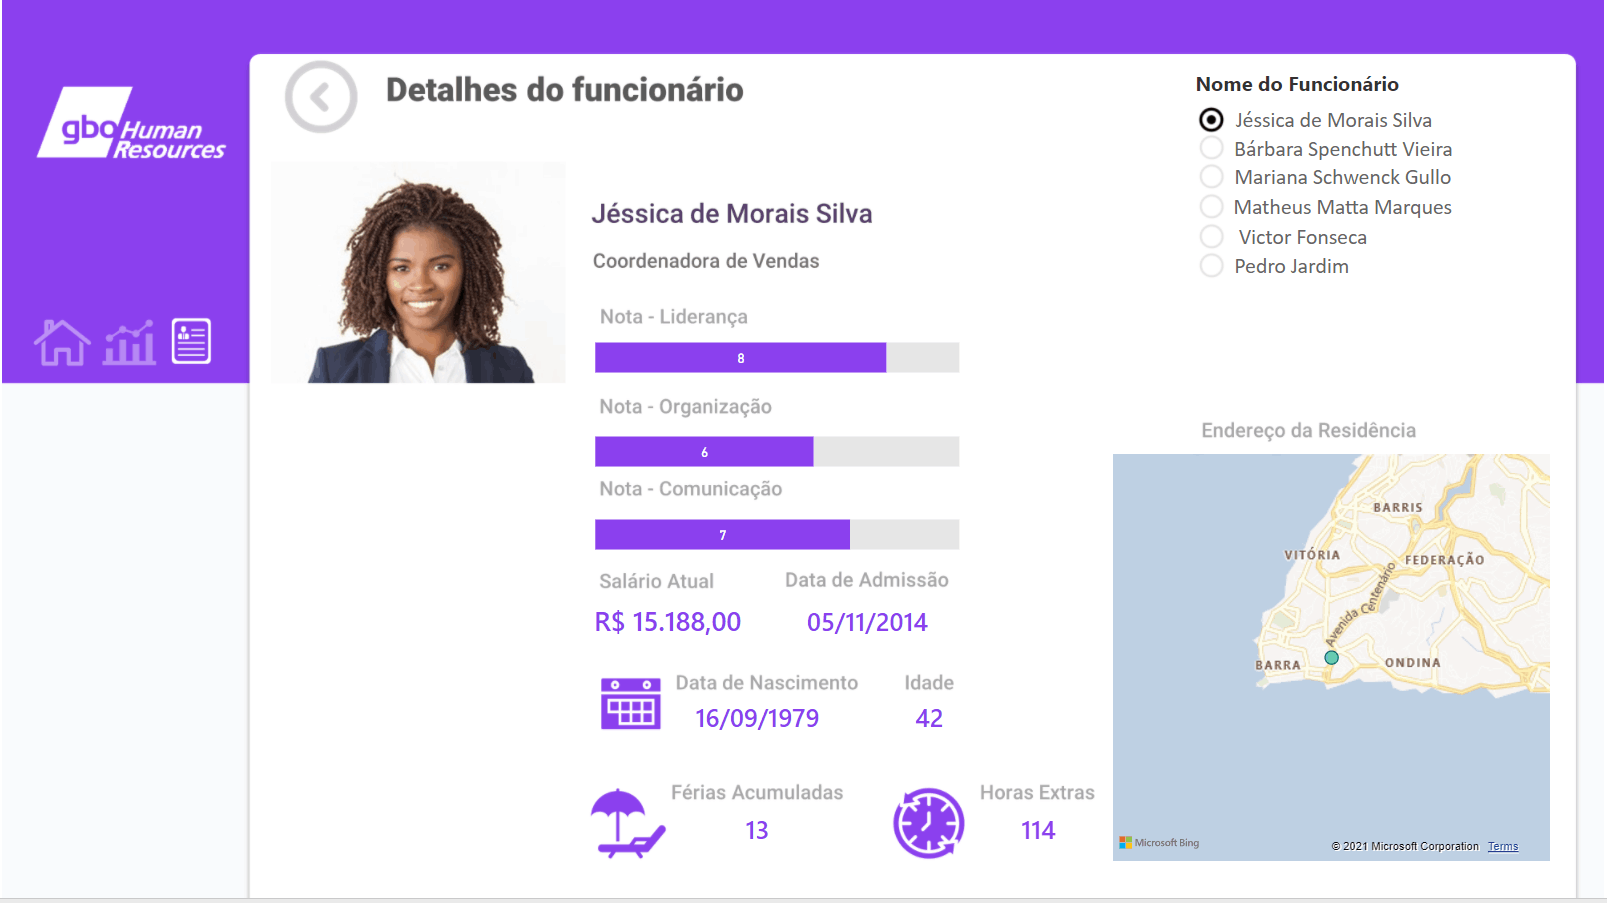 gbo Human
Resources
Detalhes do funcionário
Nome do Funcionário
Jéssica de Morais Silva
Bárbara Spenchutt Vieira
Mariana Schwenck Gullo
Matheus Matta Marques
Victor Fonseca
Pedro Jardim
Jéssica de Morais Silva
Coordenadora de Vendas
Nota - Liderança
8
Nota - Organização
6
Nota - Comunicação
7
Salário Atual
Data de Admissão
R$ 15.188,00
05/11/2014
Data de Nascimento
Idade
16/09/1979
42
Férias Acumuladas
Horas Extras
13
114
Endereço da Residência
BARRIS
VITÓRIA
FEDERAÇÃO
Avenida Centenário
BARRA
ONDINA
Microsoft Bing
© 2021 Microsoft Corporation Terms